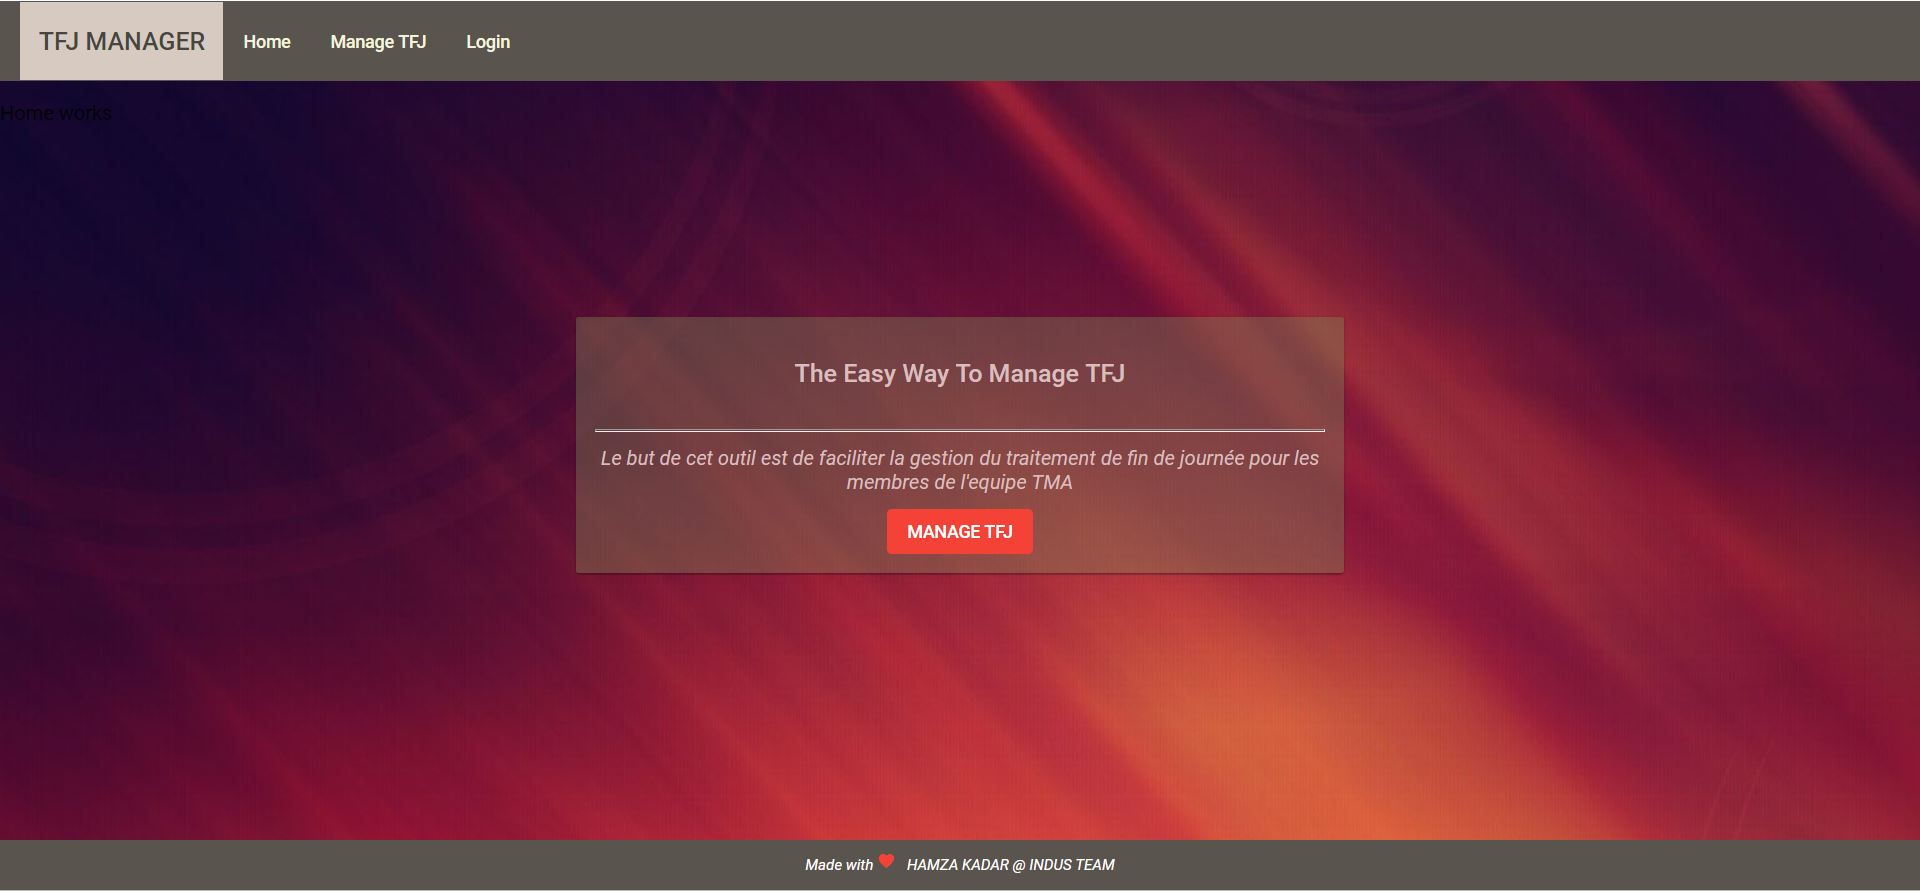 TFJ MANAGER Home Manage TFJ Login
Home works
The Easy Way To Manage TFJ
Le but de cet outil est de faciliter la gestion du traitement de fin de journée pour les
membres de l'equipe TMA
MANAGE TFJ
Made with HAMZA KADAR @ INDUS TEAM